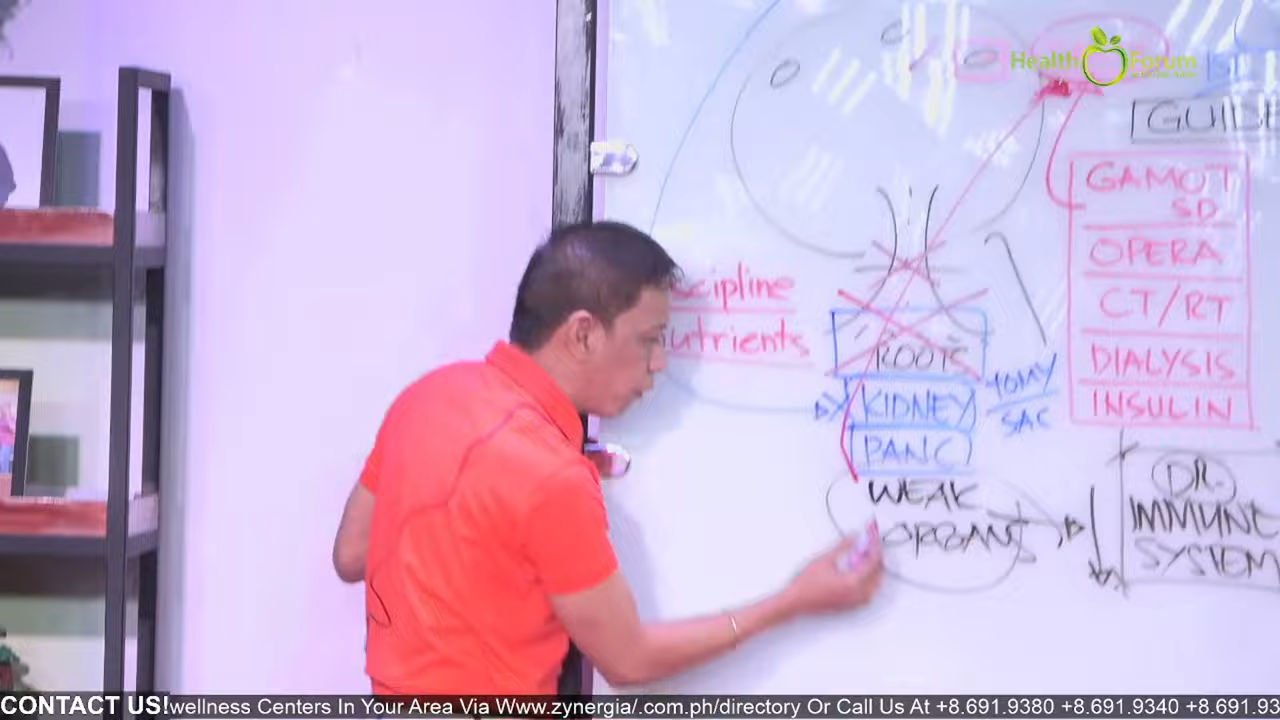 Health Forum
GUIDE
GAMOT
SD
OPERA
CT/RT
DIALYSIS
INSULIN
scipline
utrients
ROOTS
KIDNEY
PANC
TOMY
SAC
WEAK
ORGANS
DR.
IMMUNE
SYSTEM
CONTACT US! wellness Centers In Your Area Via Www.zynergia/.com.ph/directory Or Call Us At +8.691.9380 +8.691.9340 +8.691.93